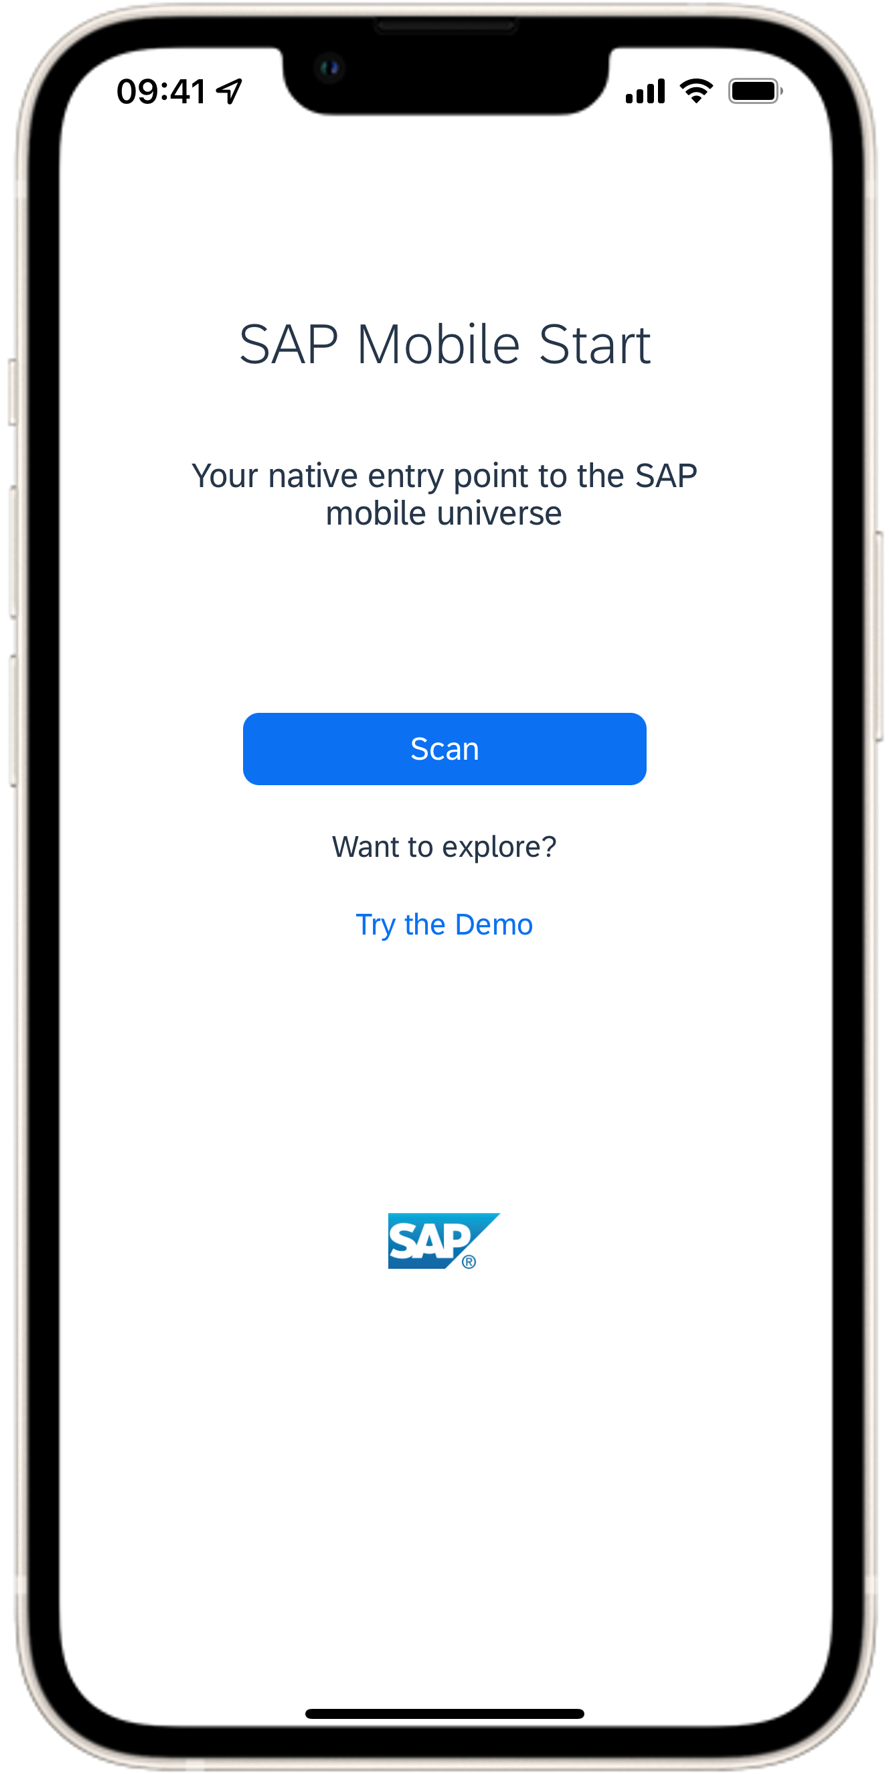 09:41
SAP Mobile Start
Your native entry point to the SAP
mobile universe
Scan
Want to explore?
Try the Demo
SAP®